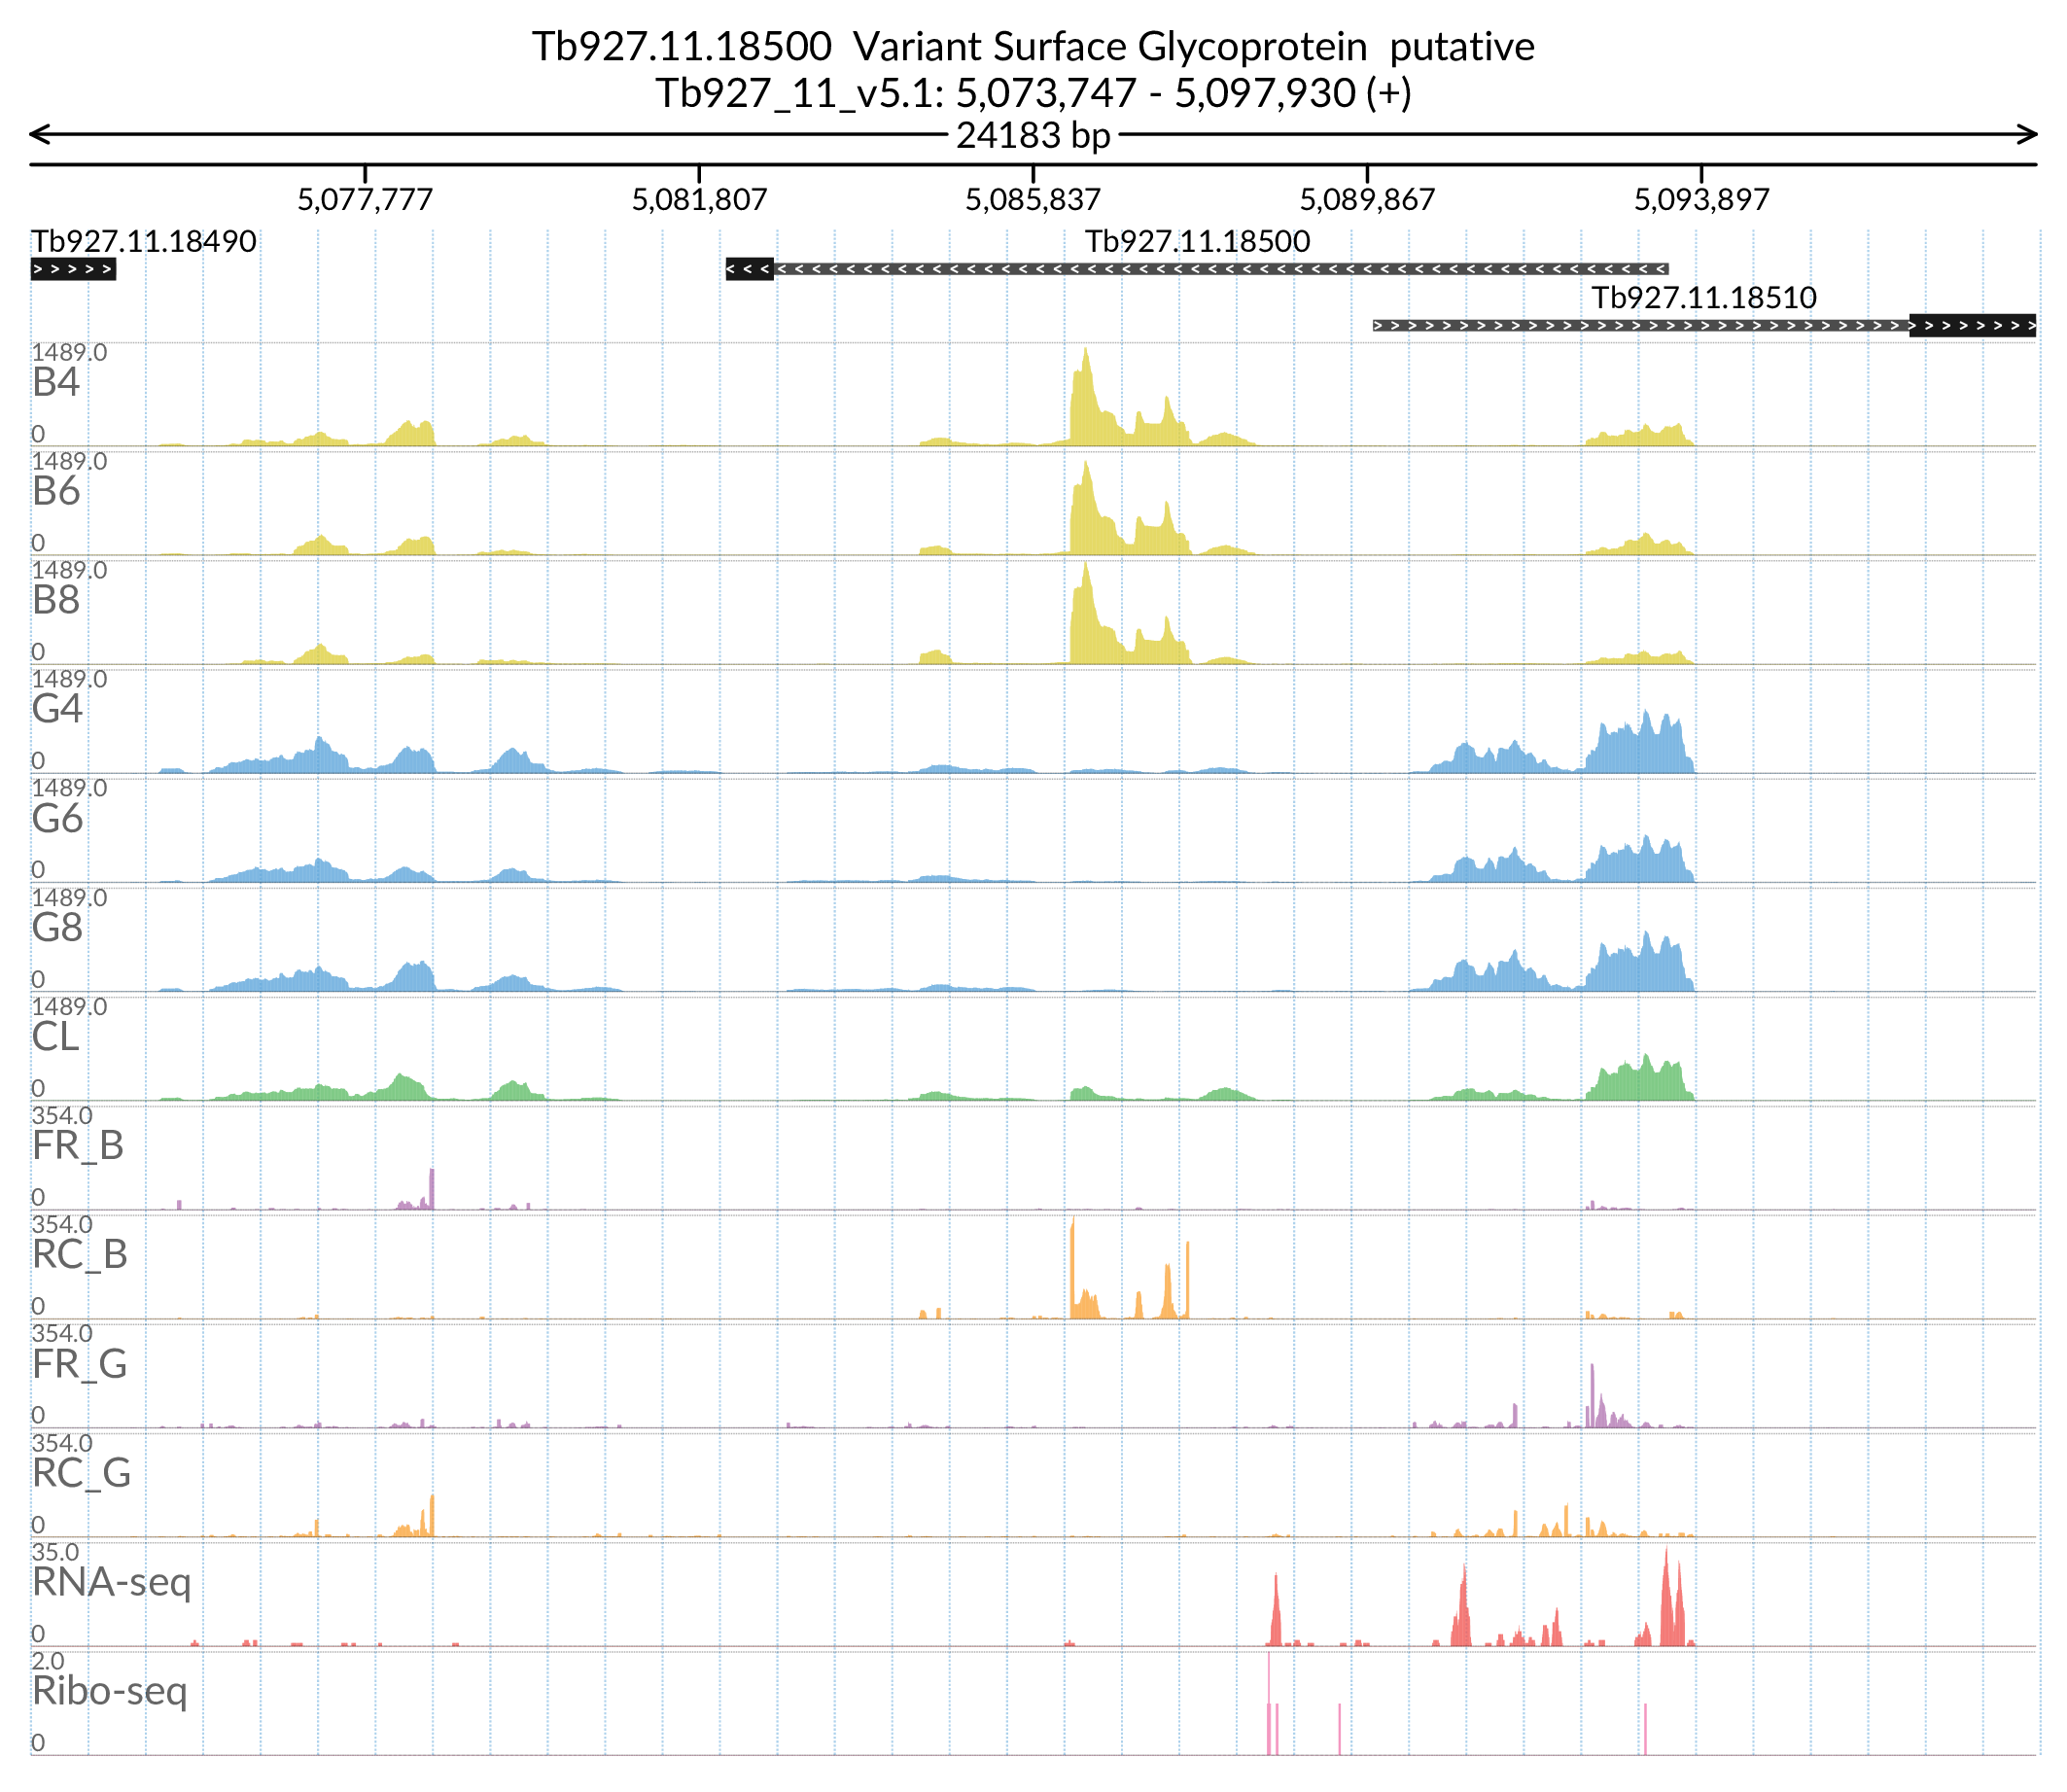 Tb927.11.18500  Variant Surface Glycoprotein  putative
Tb927_11_v5.1: 5,073,747 - 5,097,930 (+)
24183 bp
5,077,777 5,081,807 5,085,837 5,089,867 5,093,897
Tb927.11.18490 Tb927.11.18500
Tb927.11.18510
1489.0
B4
0
1489.0
B6
0
1489.0
B8
0
1489.0
G4
0
1489.0
G6
0
1489.0
G8
0
1489.0
CL
0
354.0
FR_B
0
354.0
RC_B
0
354.0
FR_G
0
354.0
RC_G
0
35.0
RNA-seq
0
2.0
Ribo-seq
0